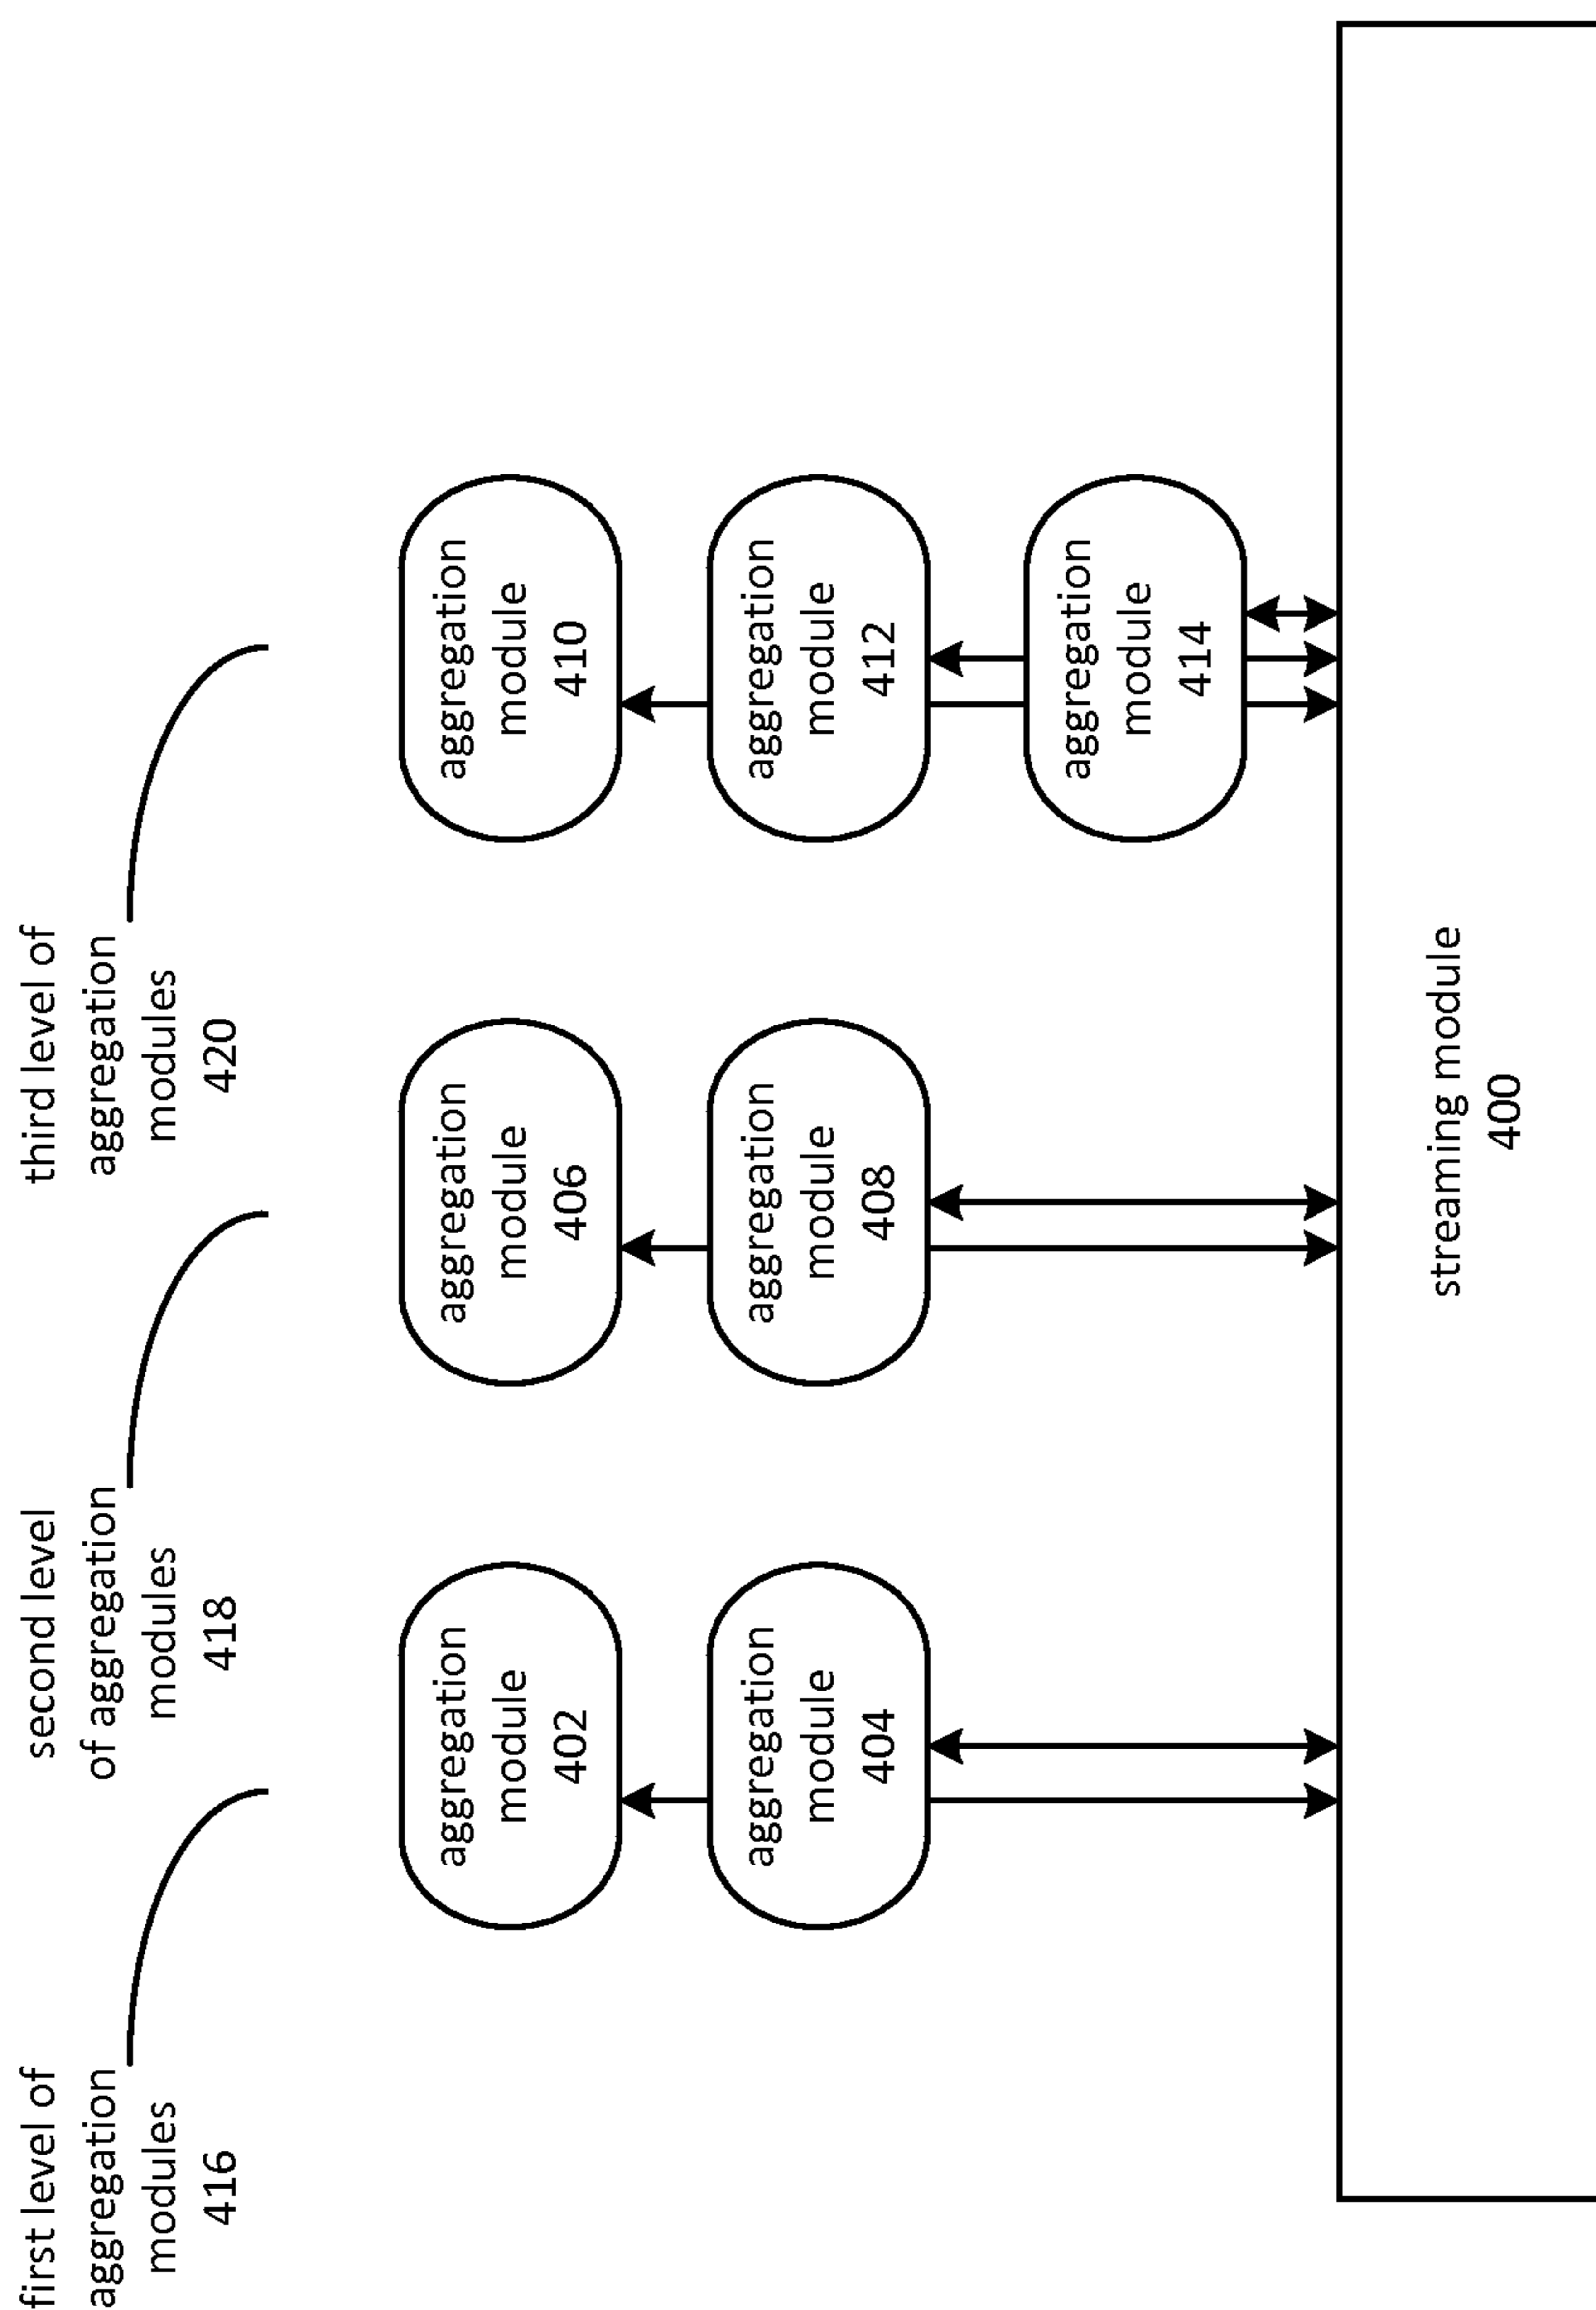 first level of
aggregation
modules
416
second level
of aggregation
modules
418
third level of
aggregation
modules
420
aggregation
module
402
aggregation
module
406
aggregation
module
410
aggregation
module
404
aggregation
module
408
aggregation
module
412
aggregation
module
414
streaming module
400